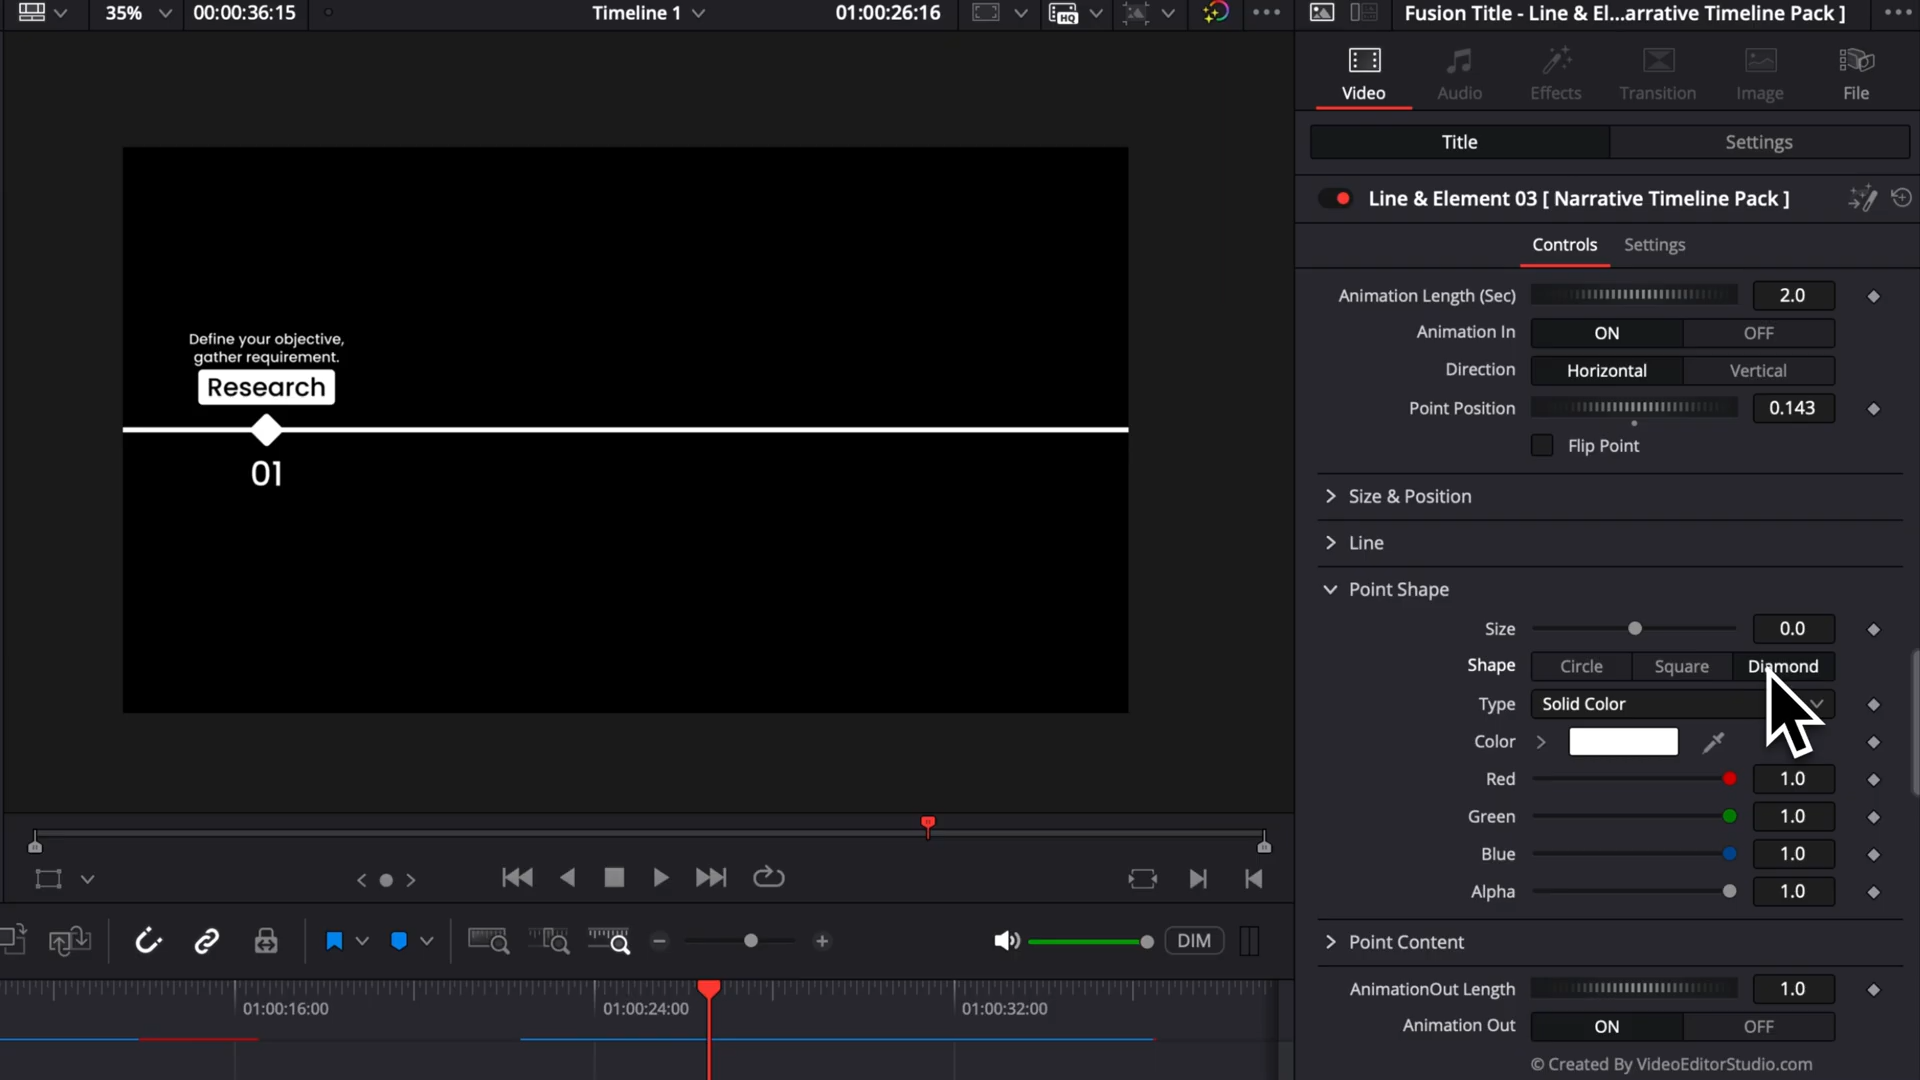 35%
00:00:36:15
Timeline 1
01:00:26:16
HQ
Fusion Title - Line & El...arrative Timeline Pack ]
Video
Audio
Effects
Transition
Image
File
Title
Settings
Line & Element 03 [ Narrative Timeline Pack ]
Controls
Settings
Animation Length (Sec)
2.0
Animation In
ON
OFF
Direction
Horizontal
Vertical
Point Position
0.143
Flip Point
Size & Position
Line
Point Shape
Size
0.0
Shape
Circle
Square
Diamond
Type
Solid Color
Color
Red
1.0
Green
1.0
Blue
1.0
Alpha
1.0
Point Content
AnimationOut Length
1.0
Animation Out
ON
OFF
© Created By VideoEditorStudio.com
Define your objective,
gather requirement.
Research
01
DIM
01:00:16:00
01:00:24:00
01:00:32:00